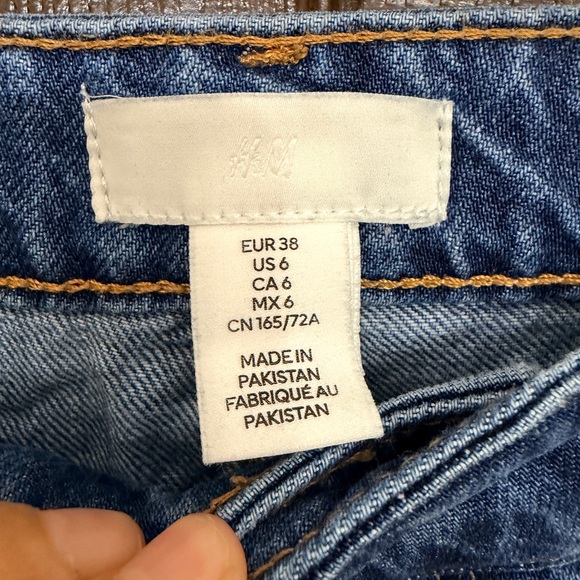 H&M
EUR 38
US 6
CA 6
MX 6
CN 165/72A
MADE IN
PAKISTAN
FABRIQUÉ AU
PAKISTAN